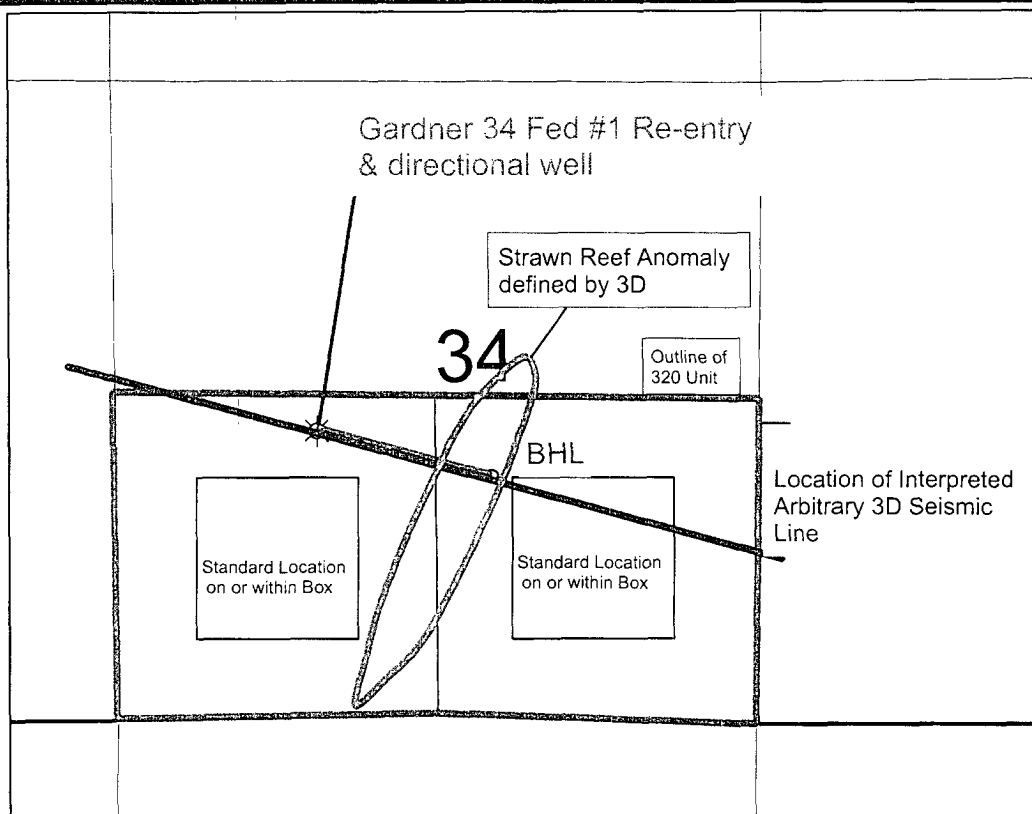 Gardner 34 Fed #1 Re-entry
& directional well
Strawn Reef Anomaly
defined by 3D
34
Outline of
320 Unit
BHL
Location of Interpreted
Arbitrary 3D Seismic
Line
Standard Location
on or within Box
Standard Location
on or within Box